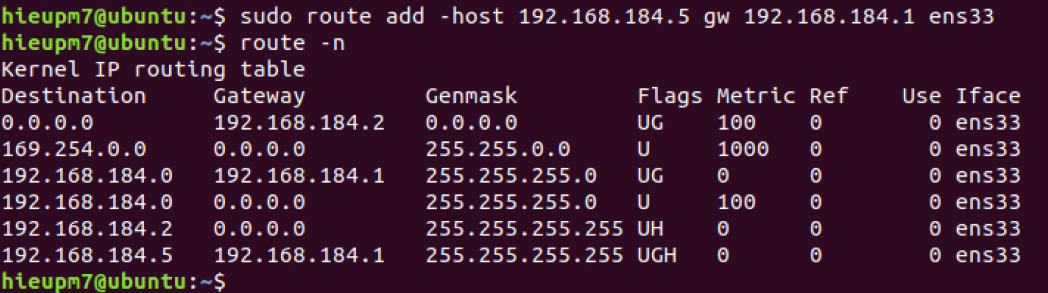 hieupm7@ubuntu:~$ sudo route add -host 192.168.184.5 gw 192.168.184.1 ens33
hieupm7@ubuntu:~$ route -n
Kernel IP routing table
Destination     Gateway         Genmask         Flags Metric Ref    Use Iface
0.0.0.0         192.168.184.2   0.0.0.0         UG    100    0        0 ens33
169.254.0.0     0.0.0.0         255.255.0.0     U     1000   0        0 ens33
192.168.184.0   192.168.184.1   255.255.255.0   UG    0      0        0 ens33
192.168.184.0   0.0.0.0         255.255.255.0   U     100    0        0 ens33
192.168.184.2   0.0.0.0         255.255.255.255 UH    0      0        0 ens33
192.168.184.5   192.168.184.1   255.255.255.255 UGH   0      0        0 ens33
hieupm7@ubuntu:~$